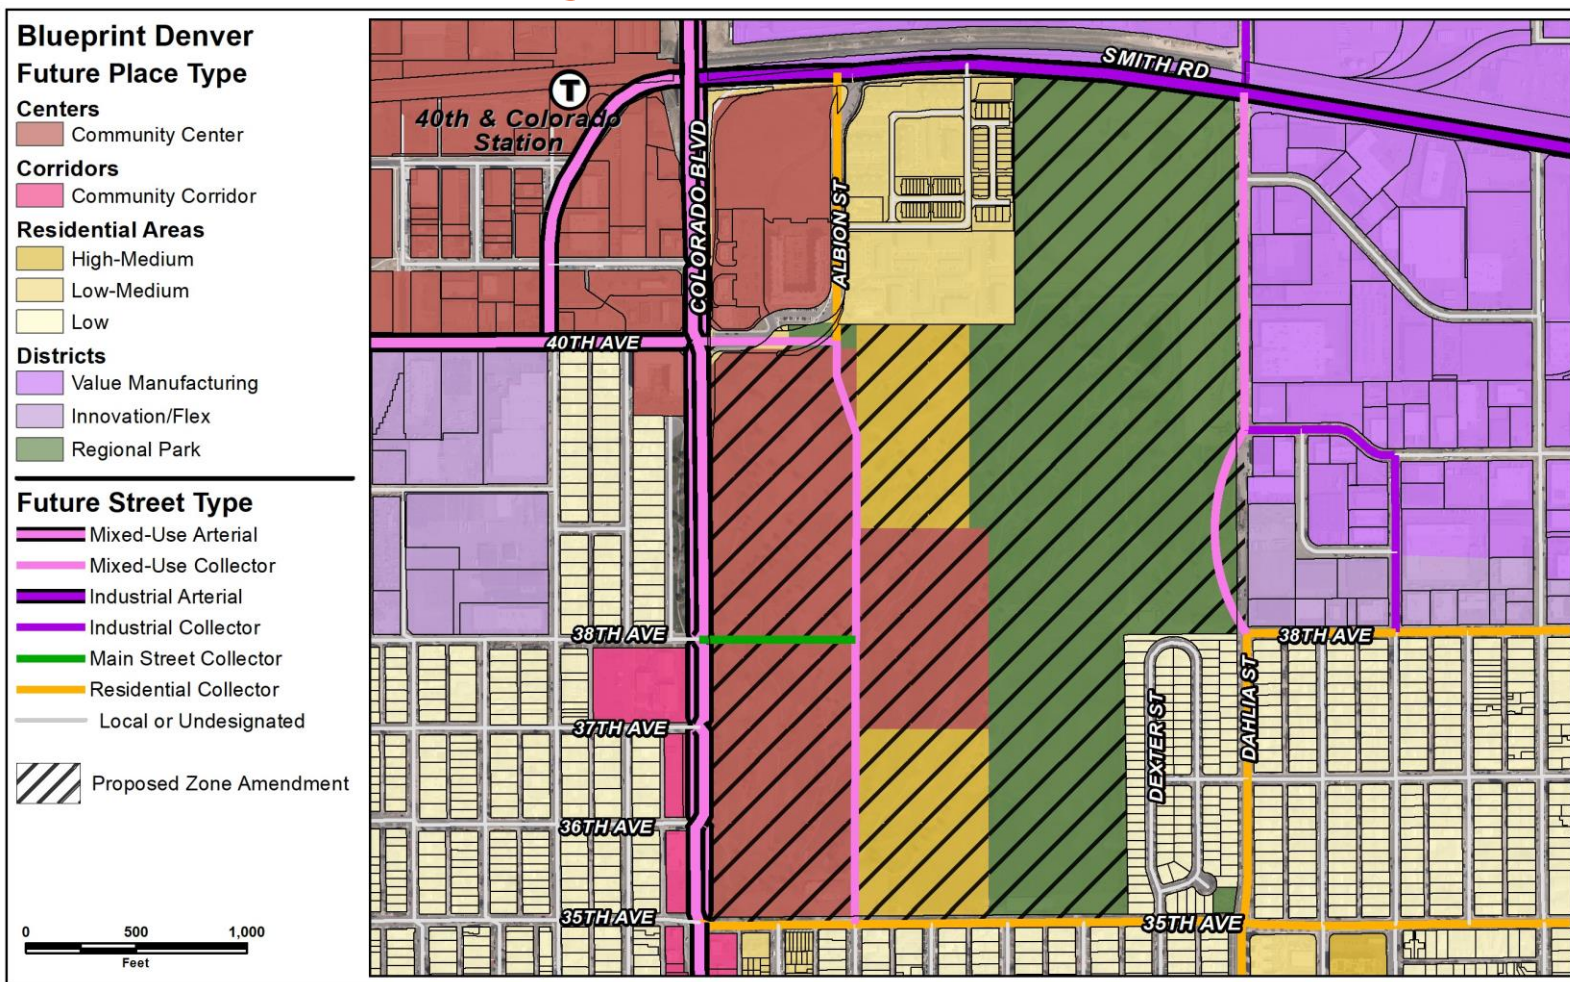 Blueprint Denver
Future Place Type
Centers
Community Center
Corridors
Community Corridor
Residential Areas
High-Medium
Low-Medium
Low
Districts
Value Manufacturing
Innovation/Flex
Regional Park
Future Street Type
Mixed-Use Arterial
Mixed-Use Collector
Industrial Arterial
Industrial Collector
Main Street Collector
Residential Collector
Local or Undesignated
Proposed Zone Amendment
0 500 1,000
Feet
SMITH RD
T
40th & Colorado
Station
COLORADO BLVD
ALBION ST
40TH AVE
38TH AVE
38TH AVE
37TH AVE
DEXTER ST
DAHLIA ST
36TH AVE
35TH AVE
35TH AVE